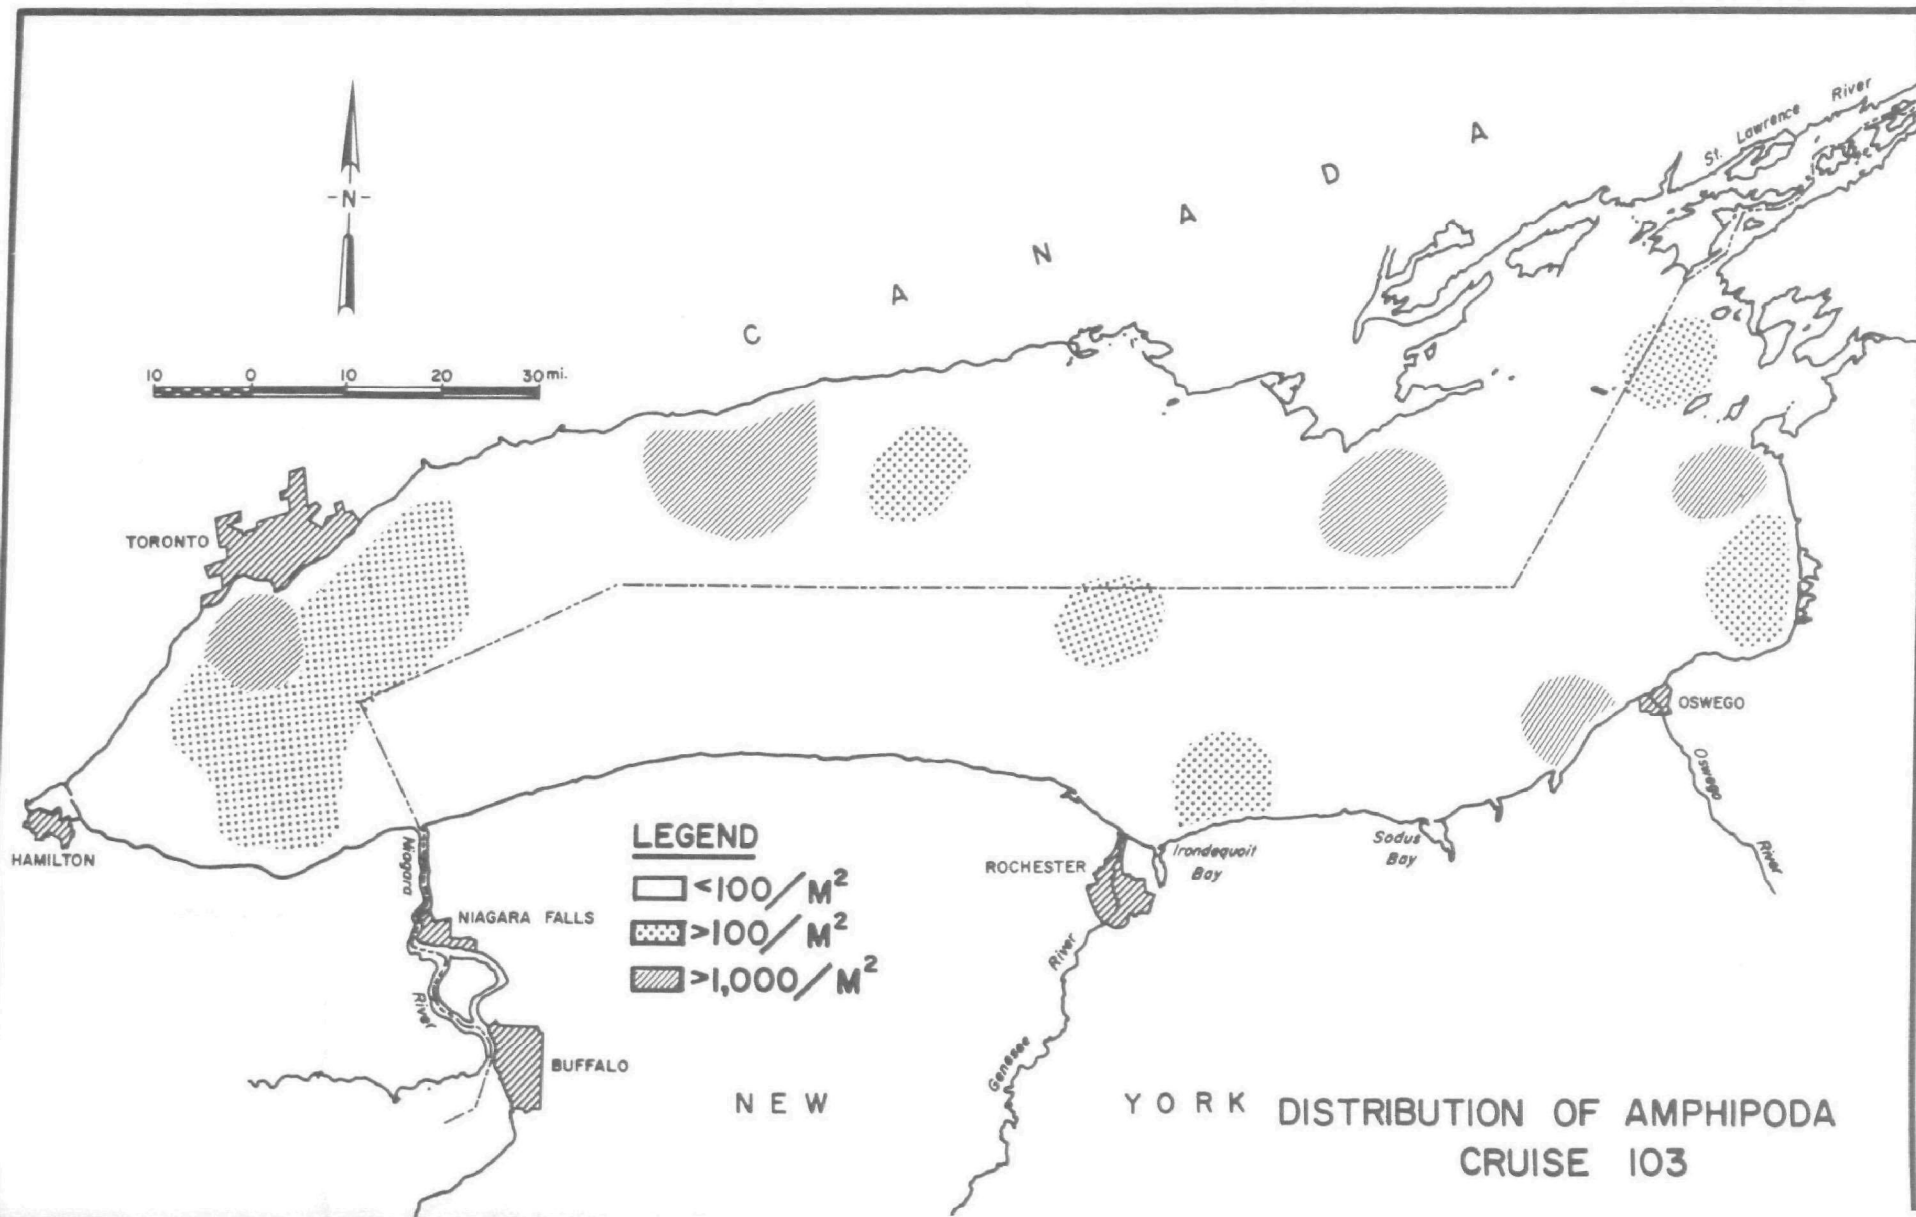 St. Lawrence River
C A N A D A
-N-
10 0 10 20 30 mi.
TORONTO
HAMILTON
Niagara
River
NIAGARA FALLS
BUFFALO
LEGEND
<100/M²
>100/M²
>1,000/M²
ROCHESTER
Irondequoit
Bay
Sodus
Bay
OSWEGO
Oswego
River
Genesee
River
NEW YORK
DISTRIBUTION OF AMPHIPODA
CRUISE 103